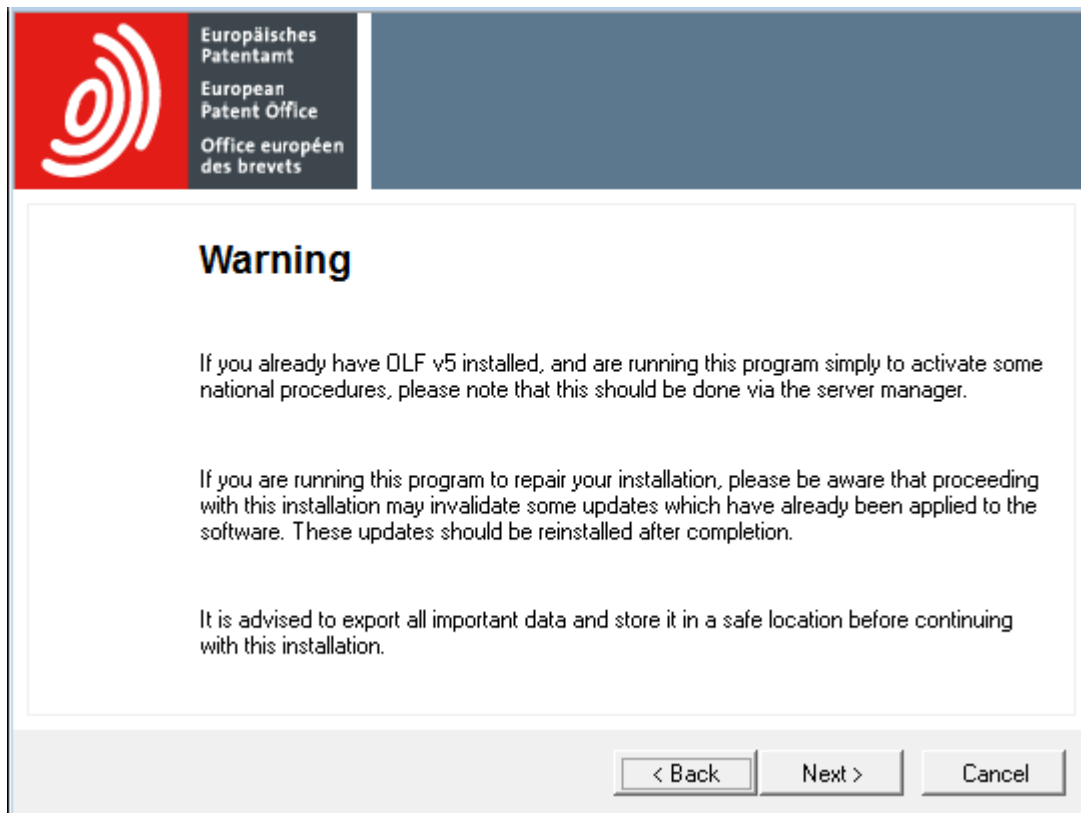 Europäisches
Patentamt
European
Patent Office
Office européen
des brevets
Warning
If you already have OLF v5 installed, and are running this program simply to activate some
national procedures, please note that this should be done via the server manager.
If you are running this program to repair your installation, please be aware that proceeding
with this installation may invalidate some updates which have already been applied to the
software. These updates should be reinstalled after completion.
It is advised to export all important data and store it in a safe location before continuing
with this installation.
< Back Next > Cancel